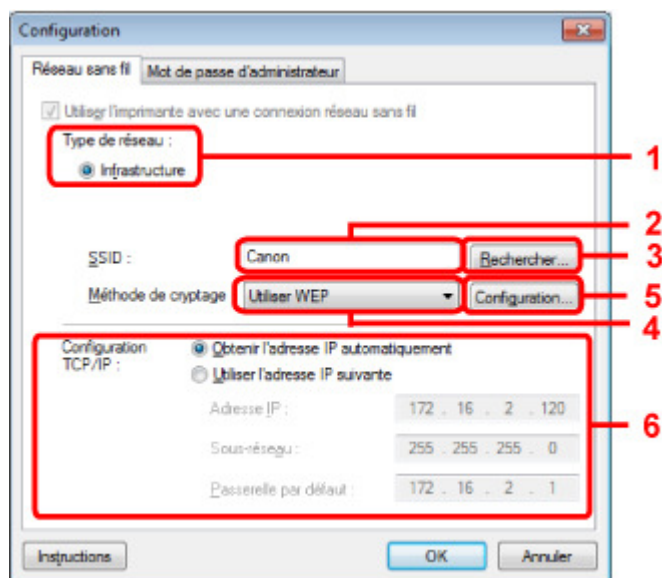 Configuration
Réseau sans fil
Mot de passe d'administrateur
Utiliser l'imprimante avec une connexion réseau sans fil
Type de réseau :
Infrastructure
1
2
SSID :
Canon
Rechercher...
3
Méthode de cryptage
Utiliser WEP
Configuration...
5
4
Configuration TCP/IP :
Obtenir l'adresse IP automatiquement
Utiliser l'adresse IP suivante
Adresse IP :
172 . 16 . 2 . 120
Sous-réseau :
255 . 255 . 255 . 0
Passerelle par défaut :
172 . 16 . 2 . 1
6
Instructions
OK
Annuler